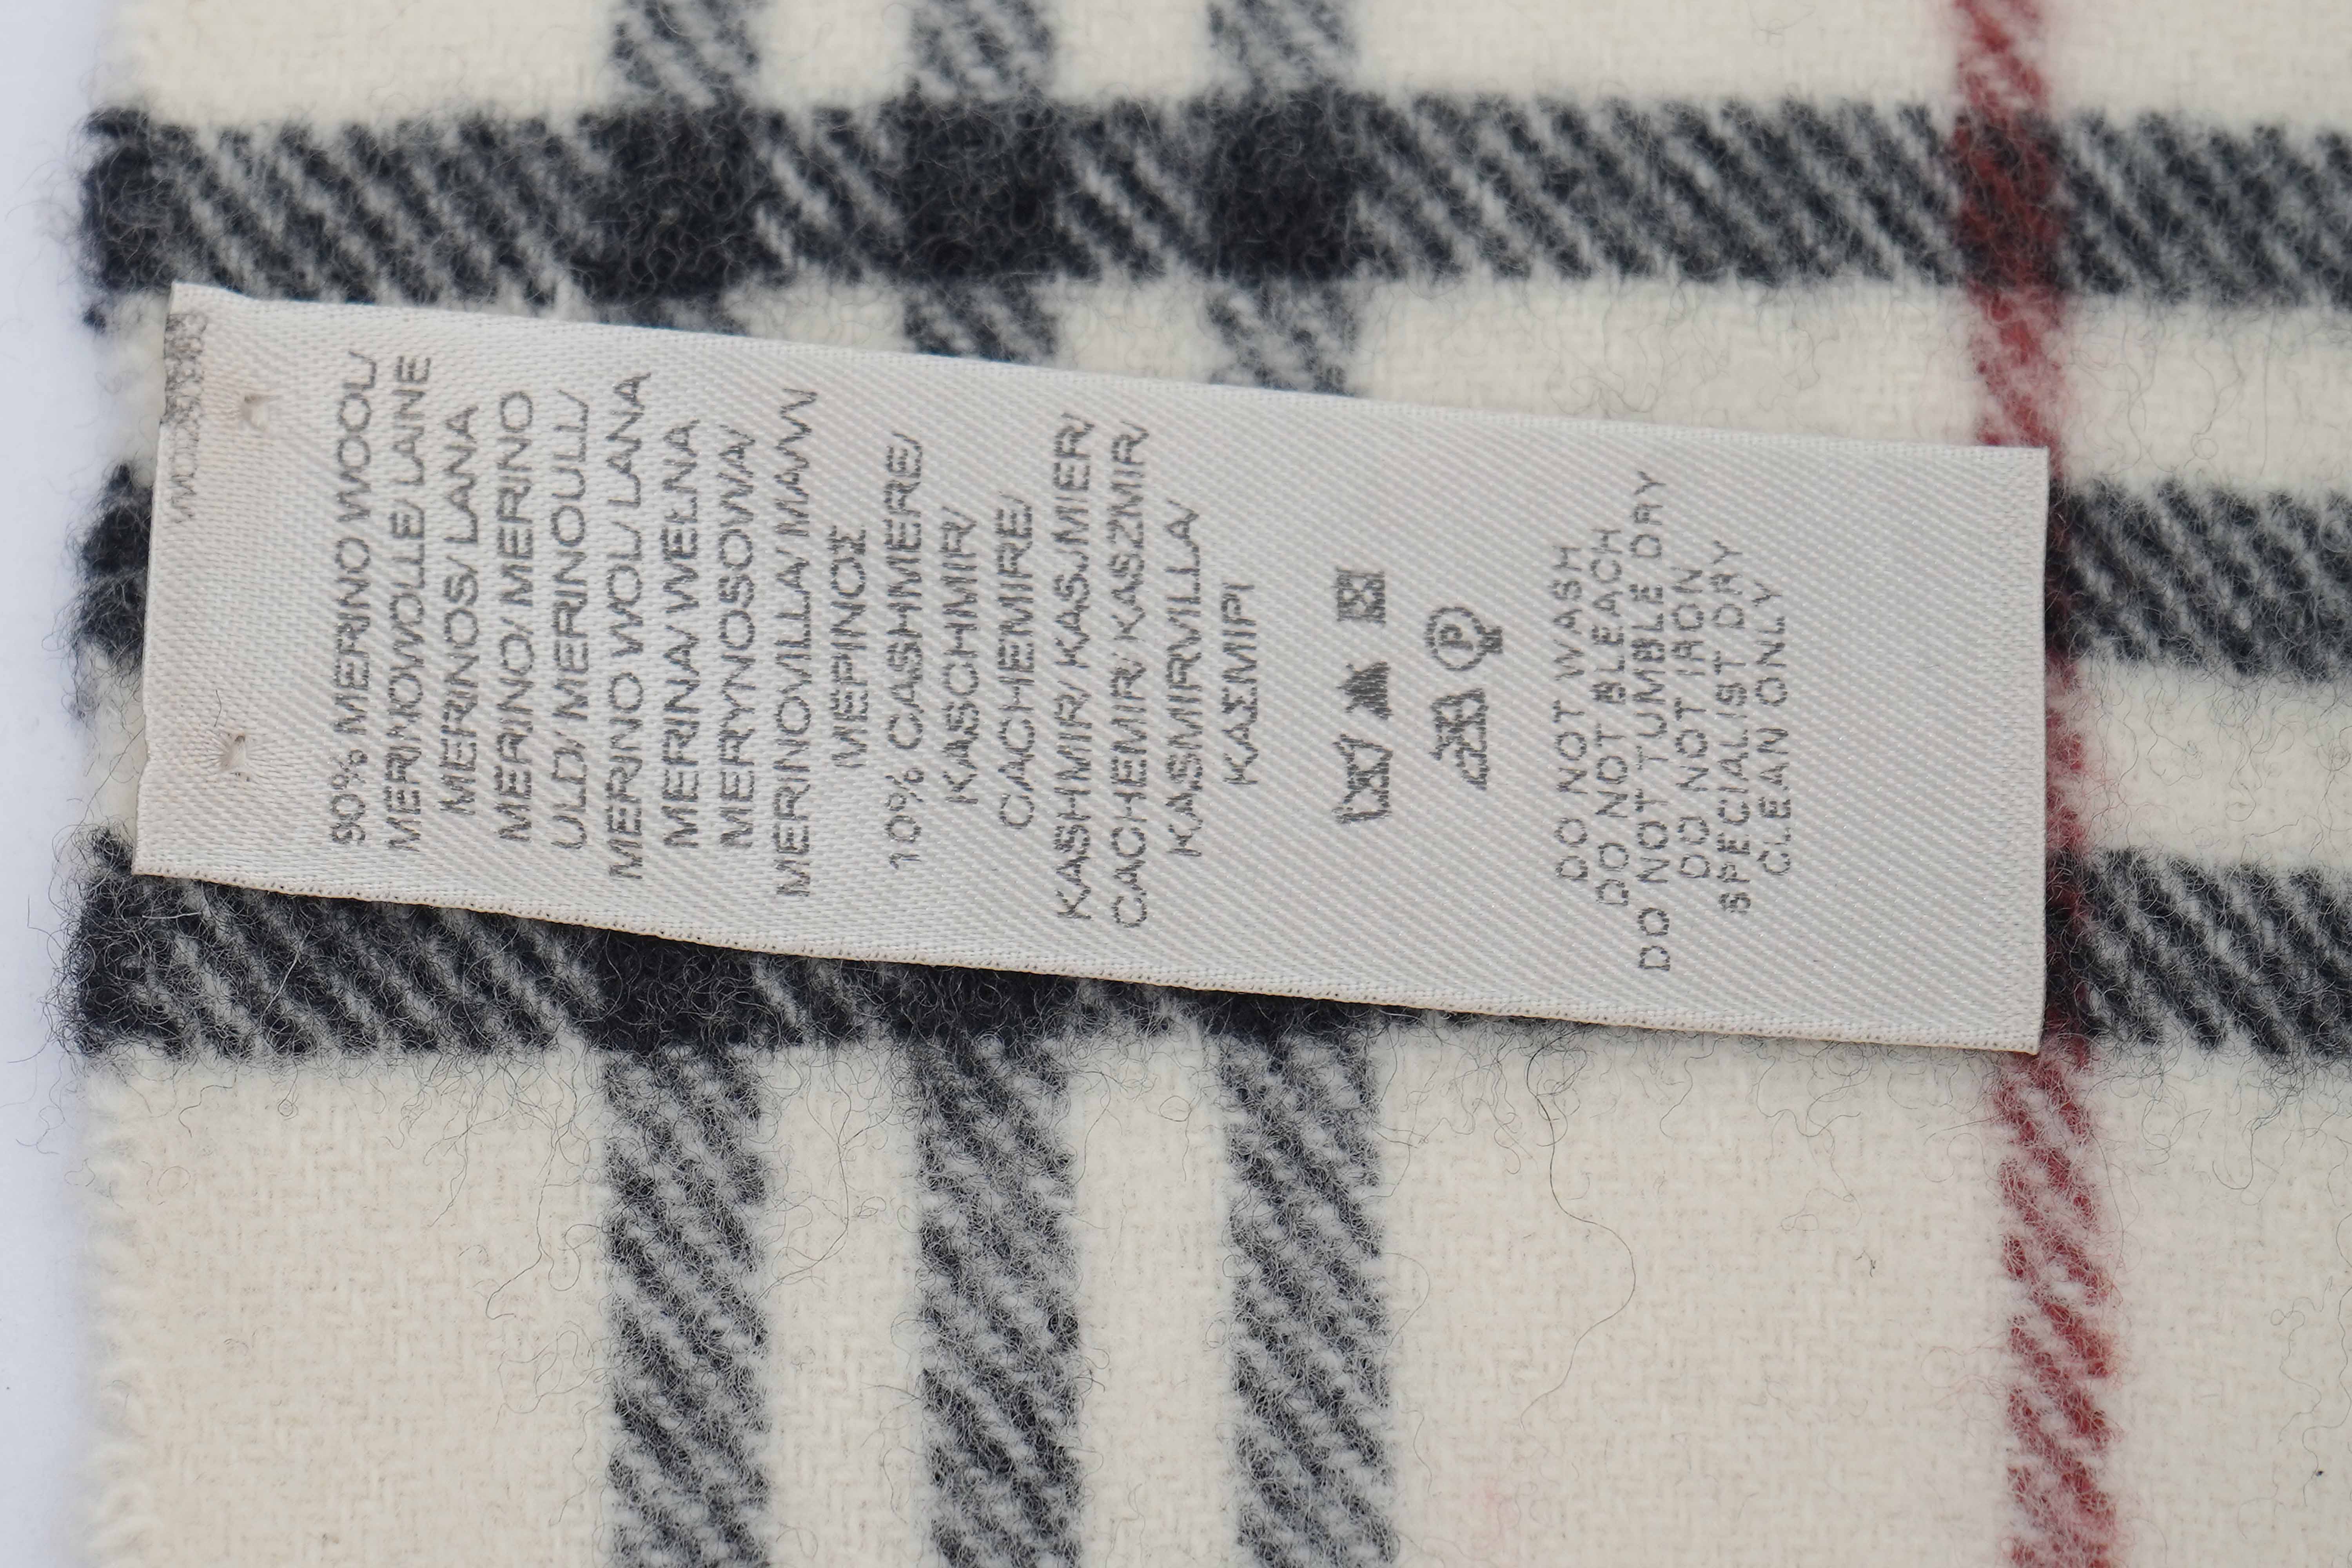 90% MERINO WOOL/
MERINOWOLLE/ LAINE
MERINOS/ LANA
MERINO/ MERINO
ULD/ MERINOULL/
MERINO WOL/ LANA
MERINA/ WEŁNA
MERYNOSOWA/
MERINOVILLA/ ΜΑΛΛΙ
ΜΕΡΙΝΟΣ
10% CASHMERE/
KASCHMIR/
CACHEMIRE/
KASHMIR/ KASJMIER/
CACHEMIR/ KASZMIR/
KASMIRVILLA/
ΚΑΣΜΙΡΙ
P
DO NOT WASH
DO NOT BLEACH
DO NOT TUMBLE DRY
DO NOT IRON
SPECIALIST DRY
CLEAN ONLY